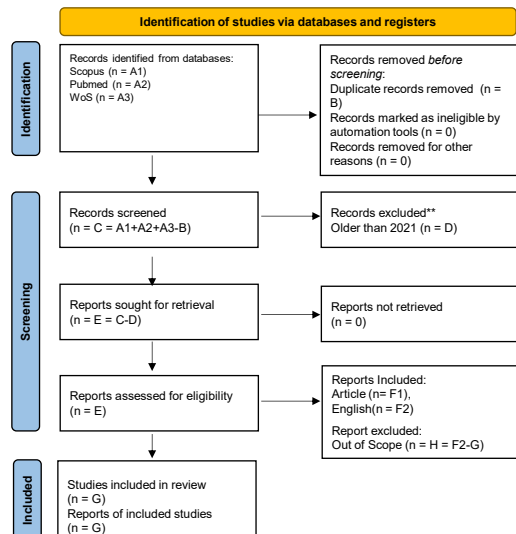 Identification of studies via databases and registers
Identification
Records identified from databases:
Scopus (n = A1)
Pubmed (n = A2)
WoS (n = A3)
Records removed before
screening:
Duplicate records removed (n =
B)
Records marked as ineligible by
automation tools (n = 0)
Records removed for other
reasons (n = 0)
Screening
Records screened
(n = C = A1+A2+A3-B)
Records excluded**
Older than 2021 (n = D)
Reports sought for retrieval
(n = E = C-D)
Reports not retrieved
(n = 0)
Reports assessed for eligibility
(n = E)
Reports Included:
Article (n= F1),
English(n = F2)
Report excluded:
Out of Scope (n = H = F2-G)
Included
Studies included in review
(n = G)
Reports of included studies
(n = G)